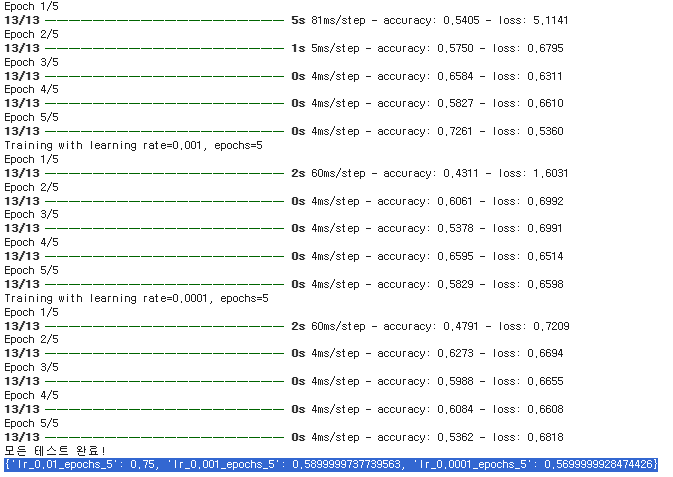 Epoch 1/5
13/13 ━━━━━━━━━━━━━━━━━━━━ 5s 81ms/step - accuracy: 0.5405 - loss: 5.1141
Epoch 2/5
13/13 ━━━━━━━━━━━━━━━━━━━━ 1s 5ms/step - accuracy: 0.5750 - loss: 0.6795
Epoch 3/5
13/13 ━━━━━━━━━━━━━━━━━━━━ 0s 4ms/step - accuracy: 0.6584 - loss: 0.6311
Epoch 4/5
13/13 ━━━━━━━━━━━━━━━━━━━━ 0s 4ms/step - accuracy: 0.5827 - loss: 0.6610
Epoch 5/5
13/13 ━━━━━━━━━━━━━━━━━━━━ 0s 4ms/step - accuracy: 0.7261 - loss: 0.5360
Training with learning rate=0.001, epochs=5
Epoch 1/5
13/13 ━━━━━━━━━━━━━━━━━━━━ 2s 60ms/step - accuracy: 0.4311 - loss: 1.6031
Epoch 2/5
13/13 ━━━━━━━━━━━━━━━━━━━━ 0s 4ms/step - accuracy: 0.6061 - loss: 0.6992
Epoch 3/5
13/13 ━━━━━━━━━━━━━━━━━━━━ 0s 4ms/step - accuracy: 0.5378 - loss: 0.6991
Epoch 4/5
13/13 ━━━━━━━━━━━━━━━━━━━━ 0s 4ms/step - accuracy: 0.6595 - loss: 0.6514
Epoch 5/5
13/13 ━━━━━━━━━━━━━━━━━━━━ 0s 4ms/step - accuracy: 0.5829 - loss: 0.6598
Training with learning rate=0.0001, epochs=5
Epoch 1/5
13/13 ━━━━━━━━━━━━━━━━━━━━ 2s 60ms/step - accuracy: 0.4791 - loss: 0.7209
Epoch 2/5
13/13 ━━━━━━━━━━━━━━━━━━━━ 0s 4ms/step - accuracy: 0.6273 - loss: 0.6694
Epoch 3/5
13/13 ━━━━━━━━━━━━━━━━━━━━ 0s 4ms/step - accuracy: 0.5988 - loss: 0.6655
Epoch 4/5
13/13 ━━━━━━━━━━━━━━━━━━━━ 0s 4ms/step - accuracy: 0.6084 - loss: 0.6608
Epoch 5/5
13/13 ━━━━━━━━━━━━━━━━━━━━ 0s 4ms/step - accuracy: 0.5362 - loss: 0.6818
모든 테스트 완료!
{'lr_0.01_epochs_5': 0.75, 'lr_0.001_epochs_5': 0.5899999737739563, 'lr_0.0001_epochs_5': 0.5699999928474426}